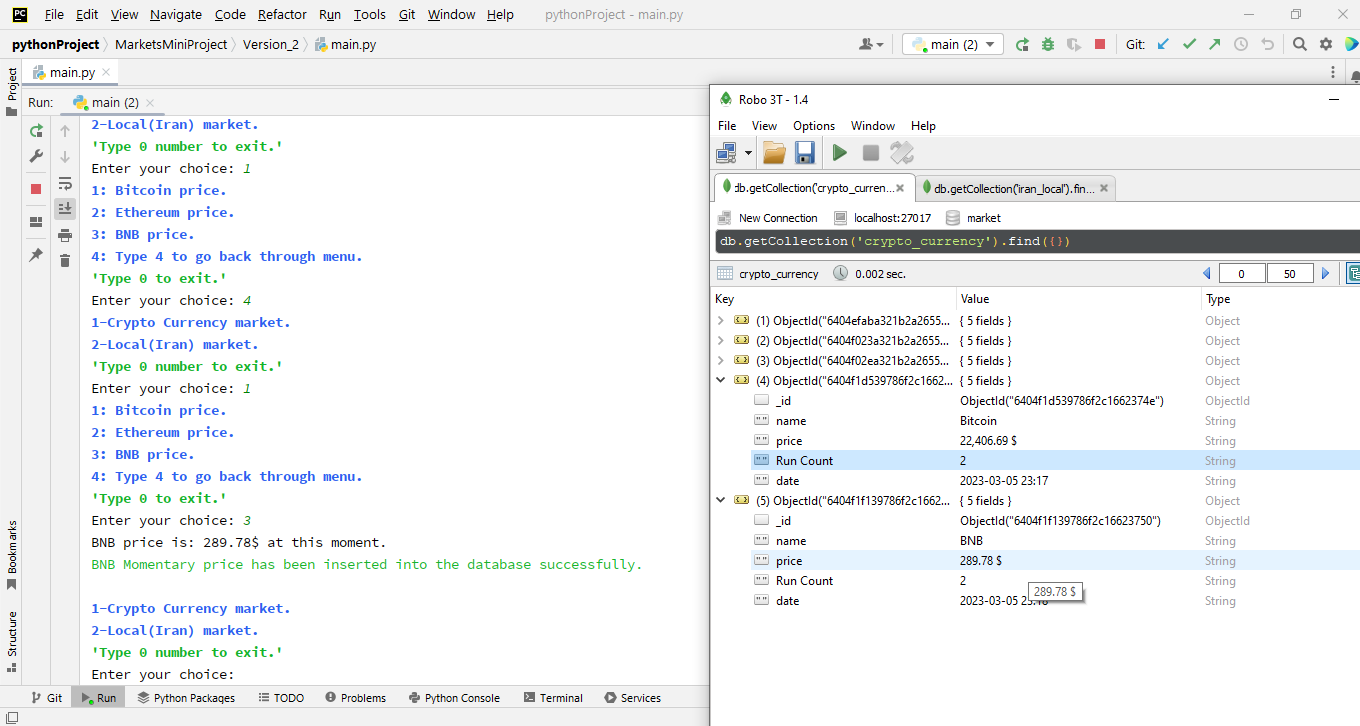 PC File Edit View Navigate Code Refactor Run Tools Git Window Help pythonProject - main.py
pythonProject MarketsMiniProject Version_2 main.py main (2) Git:
main.py
Project
Run: main (2)
2-Local(Iran) market.
'Type 0 number to exit.'
Enter your choice: 1
1: Bitcoin price.
2: Ethereum price.
3: BNB price.
4: Type 4 to go back through menu.
'Type 0 to exit.'
Enter your choice: 4
1-Crypto Currency market.
2-Local(Iran) market.
'Type 0 number to exit.'
Enter your choice: 1
1: Bitcoin price.
2: Ethereum price.
3: BNB price.
4: Type 4 to go back through menu.
'Type 0 to exit.'
Enter your choice: 3
BNB price is: 289.78$ at this moment.
BNB Momentary price has been inserted into the database successfully.
1-Crypto Currency market.
2-Local(Iran) market.
'Type 0 number to exit.'
Enter your choice:
Bookmarks
Structure
Git Run Python Packages TODO Problems Python Console Terminal Services
Robo 3T - 1.4
File View Options Window Help
db.getCollection('crypto_curren... db.getCollection('iran_local').fin...
New Connection localhost:27017 market
db.getCollection('crypto_currency').find({})
crypto_currency 0.002 sec. 0 50
Key Value Type
(1) ObjectId("6404efaba321b2a2655... { 5 fields } Object
(2) ObjectId("6404f023a321b2a2655... { 5 fields } Object
(3) ObjectId("6404f02ea321b2a2655... { 5 fields } Object
(4) ObjectId("6404f1d539786f2c1662... { 5 fields } Object
_id ObjectId("6404f1d539786f2c1662374e") ObjectId
name Bitcoin String
price 22,406.69 $ String
Run Count 2 String
date 2023-03-05 23:17 String
(5) ObjectId("6404f1f139786f2c1662... { 5 fields } Object
_id ObjectId("6404f1f139786f2c16623750") ObjectId
name BNB String
price 289.78 $ String
Run Count 2 String
289.78 $
date 2023-03-05 String